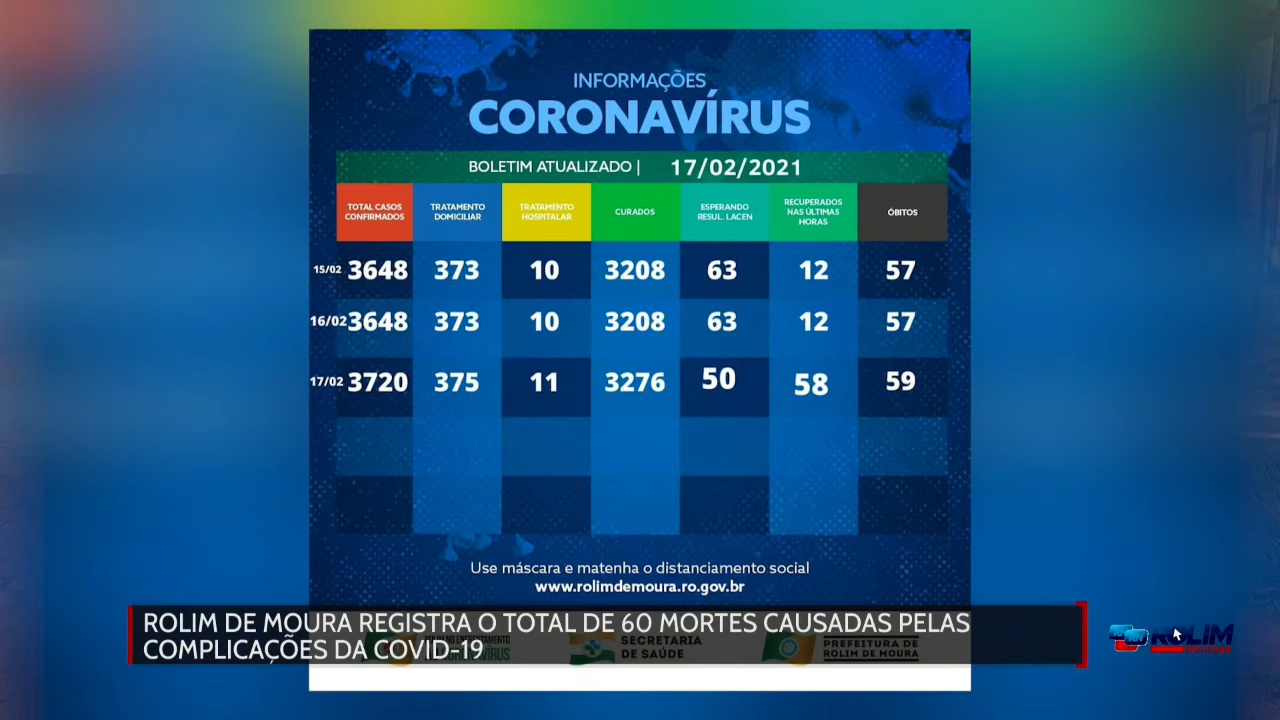 INFORMAÇÕES
CORONAVÍRUS
BOLETIM ATUALIZADO | 17/02/2021
TOTAL CASOS CONFIRMADOS TRATAMENTO DOMICILIAR TRATAMENTO HOSPITALAR CURADOS ESPERANDO RESUL. LACEN RECUPERADOS NAS ÚLTIMAS HORAS ÓBITOS
15/02 3648 373 10 3208 63 12 57
16/02 3648 373 10 3208 63 12 57
17/02 3720 375 11 3276 50 58 59
Use máscara e matenha o distanciamento social
www.rolimdemoura.ro.gov.br
ROLIM DE MOURA REGISTRA O TOTAL DE 60 MORTES CAUSADAS PELAS
COMPLICAÇÕES DA COVID-19
SECRETARIA
DE SAÚDE
PREFEITURA DE
ROLIM DE MOURA
ROLIM